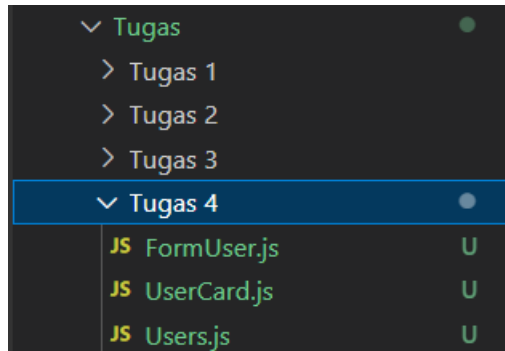 Tugas
Tugas 1
Tugas 2
Tugas 3
Tugas 4
JS FormUser.js U
JS UserCard.js U
JS Users.js U